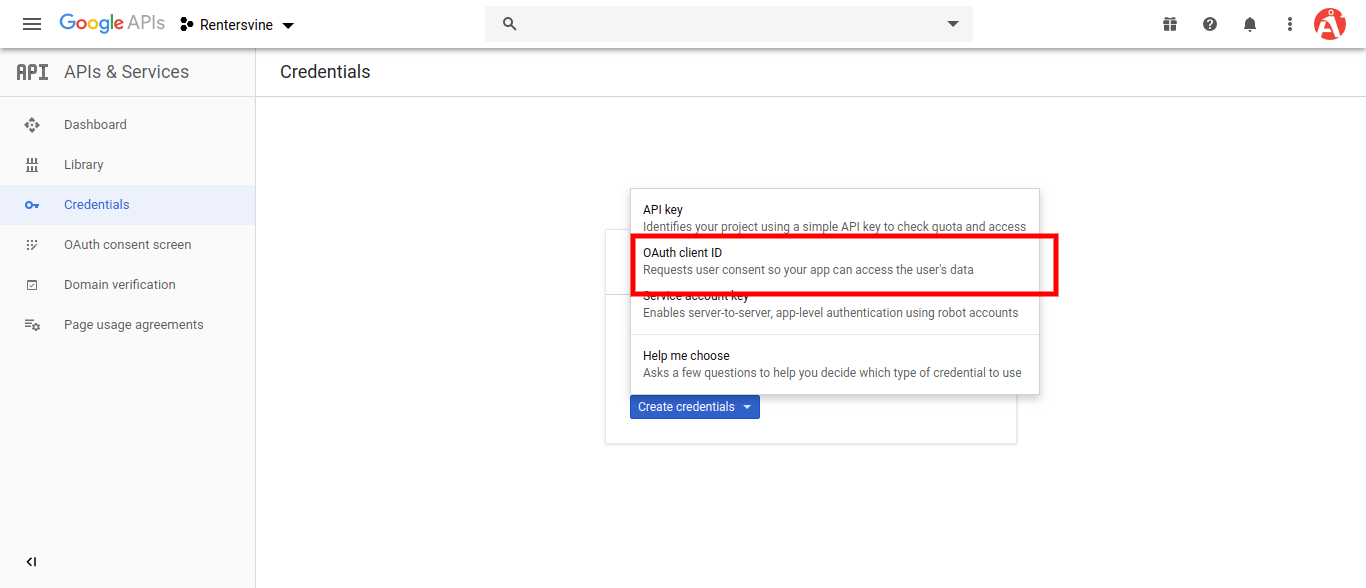 Google APIs
Rentersvine
API
APIs & Services
Credentials
Dashboard
Library
Credentials
OAuth consent screen
Domain verification
Page usage agreements
API key
Identifies your project using a simple API key to check quota and access
OAuth client ID
Requests user consent so your app can access the user's data
Service account key
Enables server-to-server, app-level authentication using robot accounts
Help me choose
Asks a few questions to help you decide which type of credential to use
Create credentials